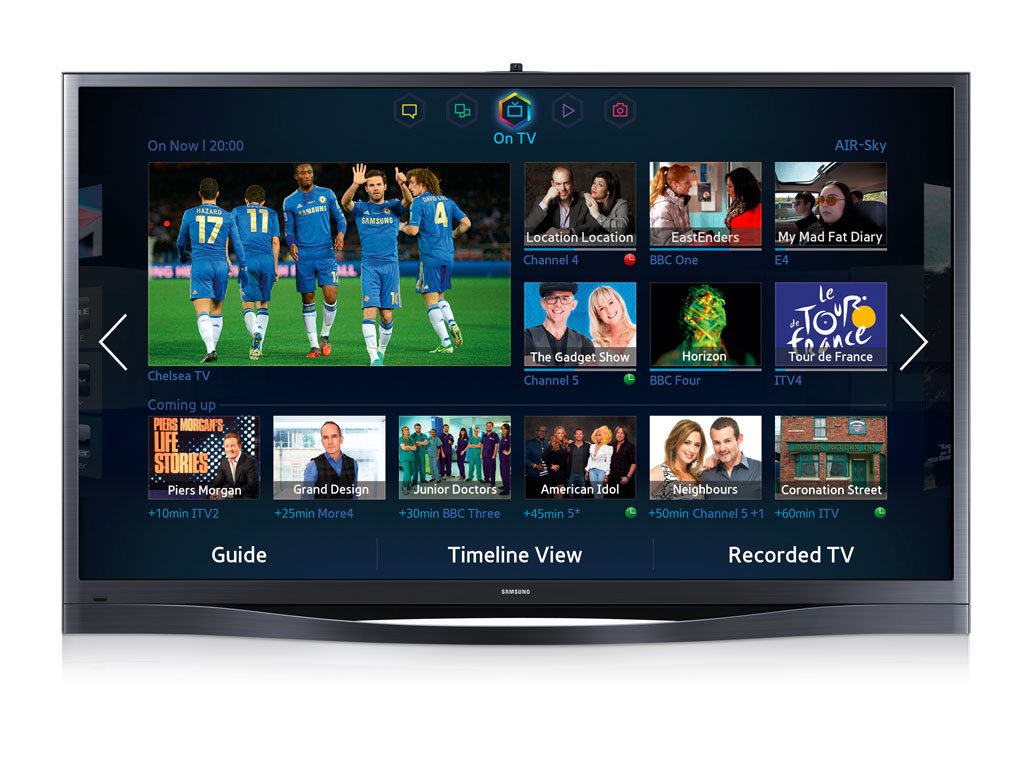 On TV
On Now | 20:00
AIR-Sky
HAZARD
17
11
SAMSUNG
10
DAVID LUIZ
4
Chelsea TV
Location Location
Channel 4
EastEnders
BBC One
My Mad Fat Diary
E4
The Gadget Show
Channel 5
Horizon
BBC Four
Le
TOUR
de
france
Tour de France
ITV4
Coming up
PIERS MORGAN'S
LIFE
STORIES
Piers Morgan
+10min ITV2
Grand Design
+25min More4
Junior Doctors
+30min BBC Three
American Idol
+45min 5*
Neighbours
+50min Channel 5 +1
Coronation Street
+60min ITV
Guide
Timeline View
Recorded TV
SAMSUNG